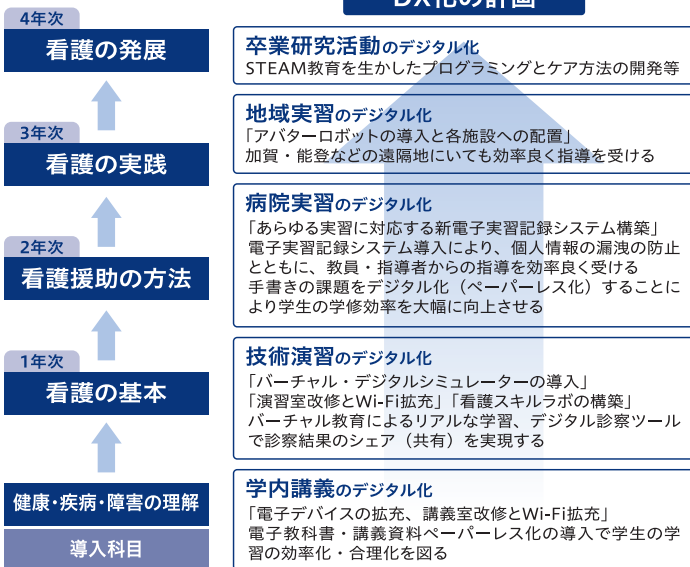 DX化の計画
4年次
看護の発展
3年次
看護の実践
2年次
看護援助の方法
1年次
看護の基本
健康・疾病・障害の理解
導入科目
卒業研究活動のデジタル化
STEAM教育を生かしたプログラミングとケア方法の開発等
地域実習のデジタル化
「アバターロボットの導入と各施設への配置」
加賀・能登などの遠隔地にいても効率良く指導を受ける
病院実習のデジタル化
「あらゆる実習に対応する新電子実習記録システム構築」
電子実習記録システム導入により、個人情報の漏洩の防止
とともに、教員・指導者からの指導を効率良く受ける
手書きの課題をデジタル化（ペーパーレス化）することに
より学生の学修効率を大幅に向上させる
技術演習のデジタル化
「バーチャル・デジタルシミュレーターの導入」
「演習室改修とWi-Fi拡充」「看護スキルラボの構築」
バーチャル教育によるリアルな学習、デジタル診察ツール
で診察結果のシェア（共有）を実現する
学内講義のデジタル化
「電子デバイスの拡充、講義室改修とWi-Fi拡充」
電子教科書・講義資料ペーパーレス化の導入で学生の学
習の効率化・合理化を図る